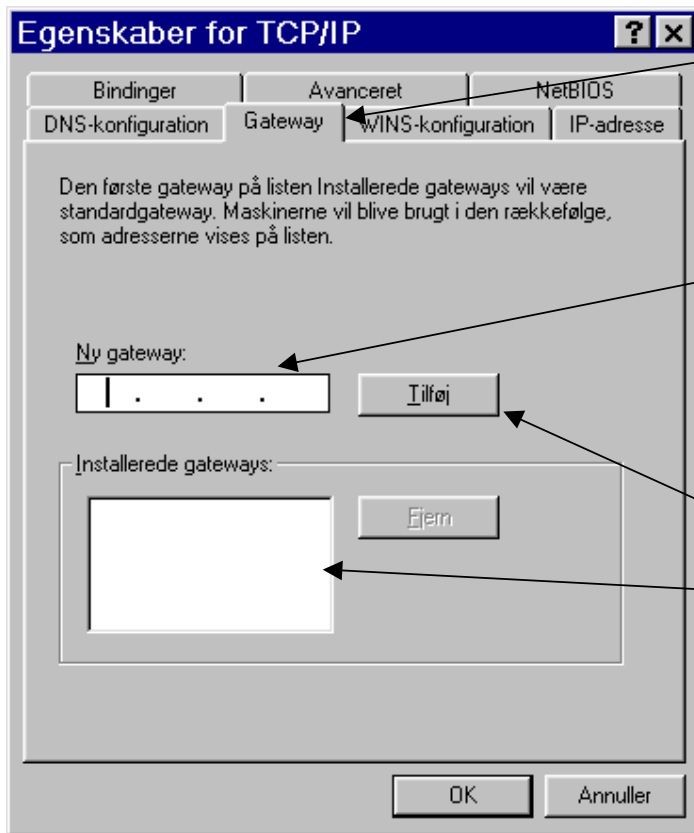 Egenskaber for TCP/IP
Bindinger Avanceret NetBIOS
DNS-konfiguration Gateway WINS-konfiguration IP-adresse
Den første gateway på listen Installerede gateways vil være
standardgateway. Maskinerne vil blive brugt i den rækkefølge,
som adresserne vises på listen.
Ny gateway:
. . .
Tilføj
Installerede gateways:
Fjern
OK Annuller